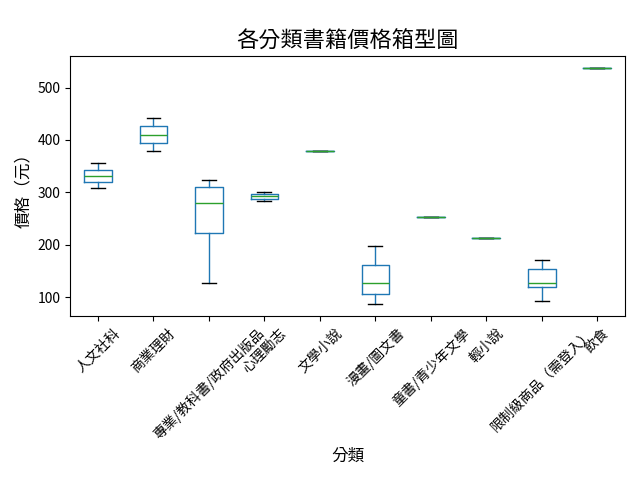 各分類書籍價格箱型圖
價格（元）
500
400
300
200
100
人文社科
商業理財
專業/教科書/政府出版品
心理勵志
文學小說
漫畫/圖文書
童書/青少年文學
輕小說
限制級商品（需登入）
飲食
分類